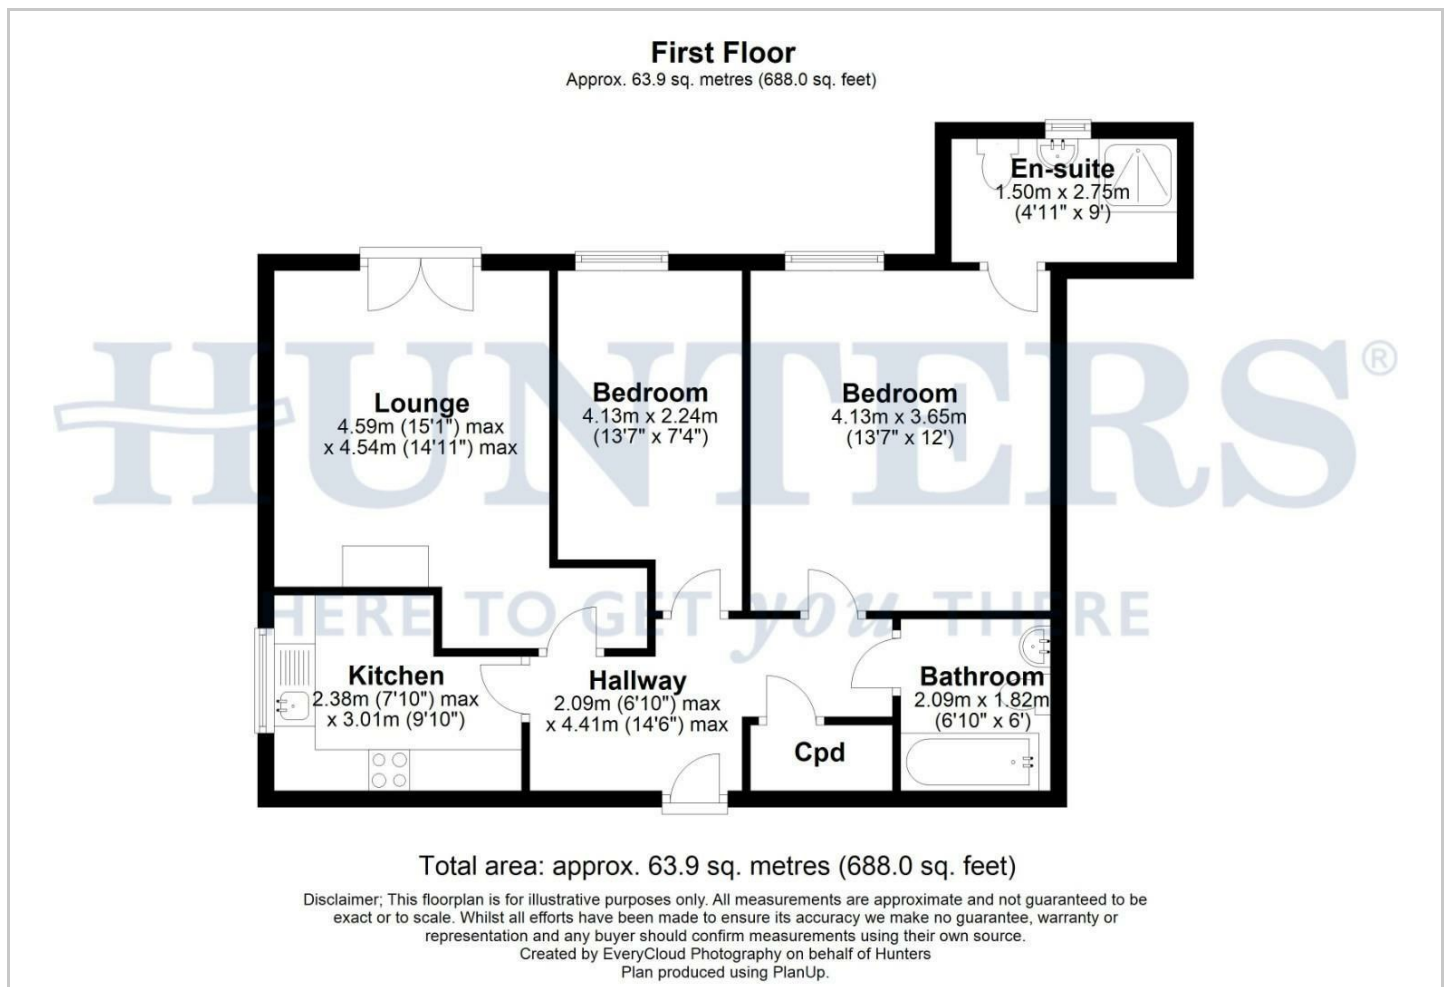 First Floor
Approx. 63.9 sq. metres (688.0 sq. feet)
En-suite
1.50m x 2.75m
(4'11" x 9')
HUNTERS®
Lounge
4.59m (15'1") max
x 4.54m (14'11") max
Bedroom
4.13m x 2.24m
(13'7" x 7'4")
Bedroom
4.13m x 3.65m
(13'7" x 12')
HERE TO GET you THERE
Kitchen
2.38m (7'10") max
x 3.01m (9'10")
Hallway
2.09m (6'10") max
x 4.41m (14'6") max
Bathroom
2.09m x 1.82m
(6'10" x 6')
Cpd
Total area: approx. 63.9 sq. metres (688.0 sq. feet)
Disclaimer; This floorplan is for illustrative purposes only. All measurements are approximate and not guaranteed to be
exact or to scale. Whilst all efforts have been made to ensure its accuracy we make no guarantee, warranty or
representation and any buyer should confirm measurements using their own source.
Created by EveryCloud Photography on behalf of Hunters
Plan produced using PlanUp.